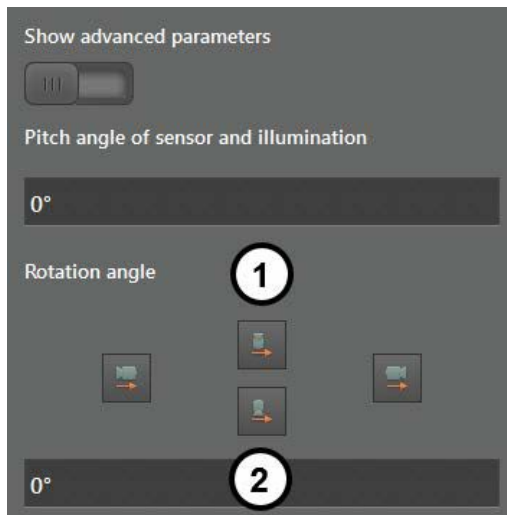 Show advanced parameters
Pitch angle of sensor and illumination
0°
Rotation angle
1
0°
2